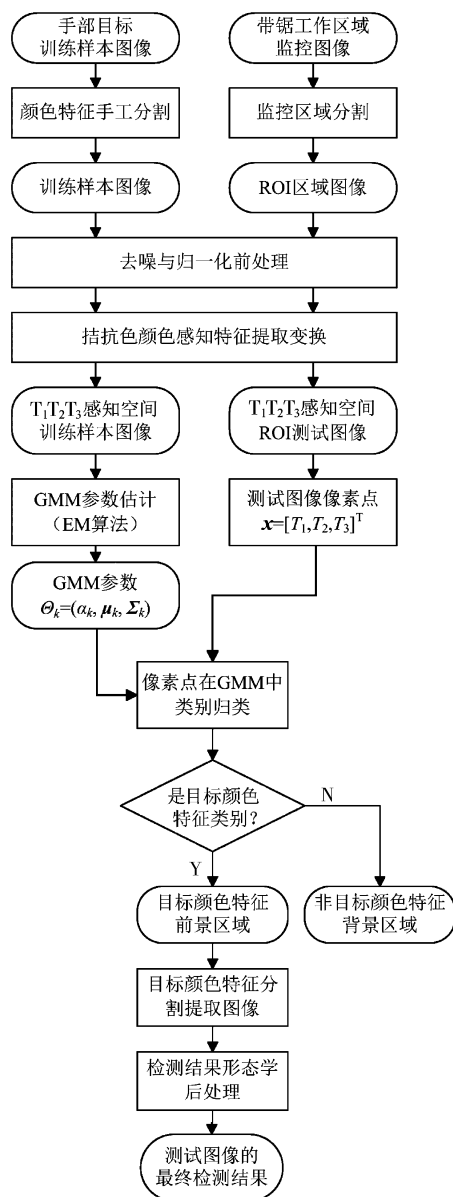 手部目标
训练样本图像
带锯工作区域
监控图像
颜色特征手工分割
监控区域分割
训练样本图像
ROI区域图像
去噪与归一化前处理
拮抗色颜色感知特征提取变换
T₁T₂T₃感知空间
训练样本图像
T₁T₂T₃感知空间
ROI测试图像
GMM参数估计
（EM算法）
测试图像像素点
x=[T₁,T₂,T₃]ᵀ
GMM参数
Θₖ=(αₖ, μₖ, Σₖ)
像素点在GMM中
类别归类
是目标颜色
特征类别？
N
Y
目标颜色特征
前景区域
非目标颜色特征
背景区域
目标颜色特征分
割提取图像
检测结果形态学
后处理
测试图像的
最终检测结果